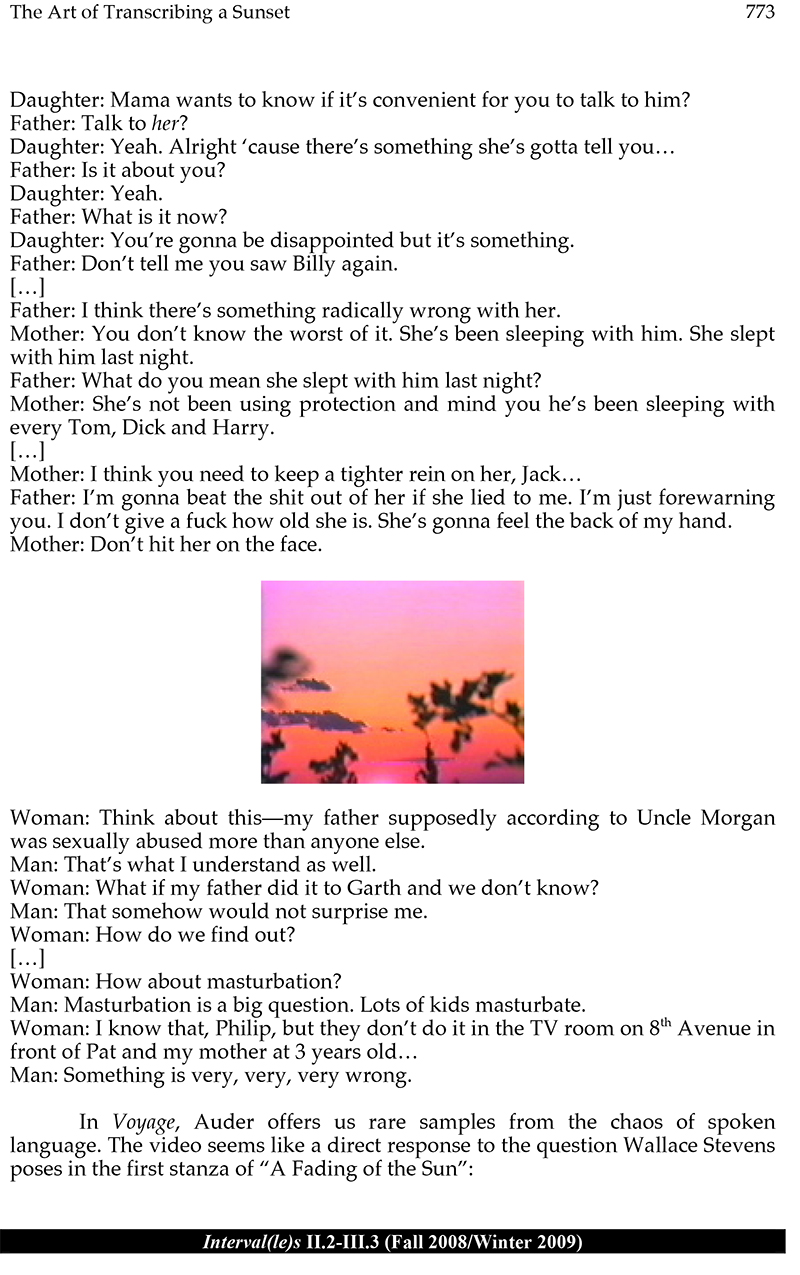 The Art of Transcribing a Sunset 773
Daughter: Mama wants to know if it’s convenient for you to talk to him?
Father: Talk to her?
Daughter: Yeah. Alright ‘cause there’s something she’s gotta tell you…
Father: Is it about you?
Daughter: Yeah.
Father: What is it now?
Daughter: You’re gonna be disappointed but it’s something.
Father: Don’t tell me you saw Billy again.
[…]
Father: I think there’s something radically wrong with her.
Mother: You don’t know the worst of it. She’s been sleeping with him. She slept
with him last night.
Father: What do you mean she slept with him last night?
Mother: She’s not been using protection and mind you he’s been sleeping with
every Tom, Dick and Harry.
[…]
Mother: I think you need to keep a tighter rein on her, Jack…
Father: I’m gonna beat the shit out of her if she lied to me. I’m just forewarning
you. I don’t give a fuck how old she is. She’s gonna feel the back of my hand.
Mother: Don’t hit her on the face.
Woman: Think about this—my father supposedly according to Uncle Morgan
was sexually abused more than anyone else.
Man: That’s what I understand as well.
Woman: What if my father did it to Garth and we don’t know?
Man: That somehow would not surprise me.
Woman: How do we find out?
[…]
Woman: How about masturbation?
Man: Masturbation is a big question. Lots of kids masturbate.
Woman: I know that, Philip, but they don’t do it in the TV room on 8th Avenue in
front of Pat and my mother at 3 years old…
Man: Something is very, very, very wrong.
In Voyage, Auder offers us rare samples from the chaos of spoken
language. The video seems like a direct response to the question Wallace Stevens
poses in the first stanza of “A Fading of the Sun”:
Interval(le)s II.2-III.3 (Fall 2008/Winter 2009)